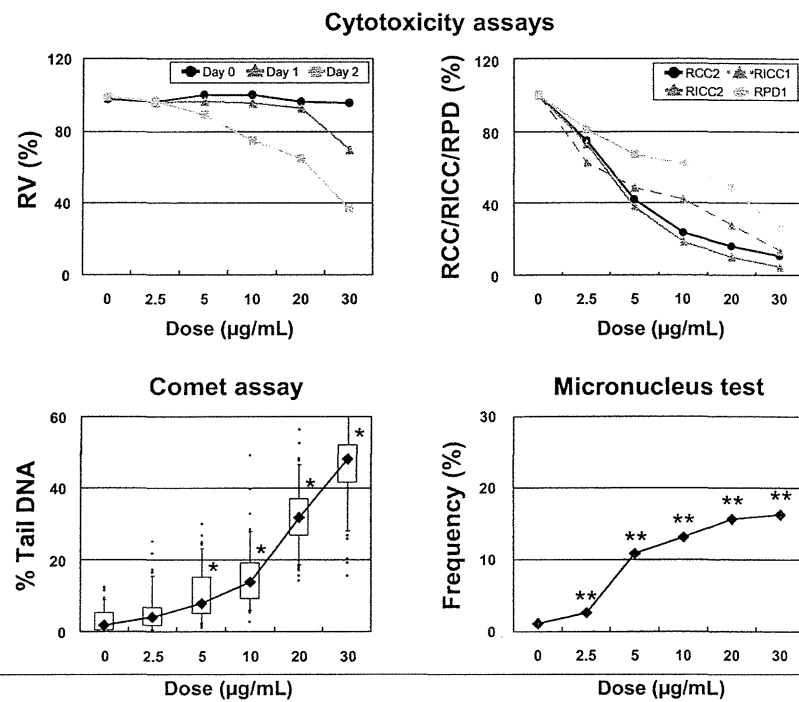 Cytotoxicity assays
RV (%)
120
80
40
0
Day 0 Day 1 Day 2
0 2.5 5 10 20 30
Dose (µg/mL)
RCC/RICC/RPD (%)
120
80
40
0
RCC2 RICC1
RICC2 RPD1
0 2.5 5 10 20 30
Dose (µg/mL)
Comet assay
% Tail DNA
60
40
20
0
* * * *
0 2.5 5 10 20 30
Dose (µg/mL)
Micronucleus test
Frequency (%)
30
20
10
0
** ** ** ** **
0 2.5 5 10 20 30
Dose (µg/mL)